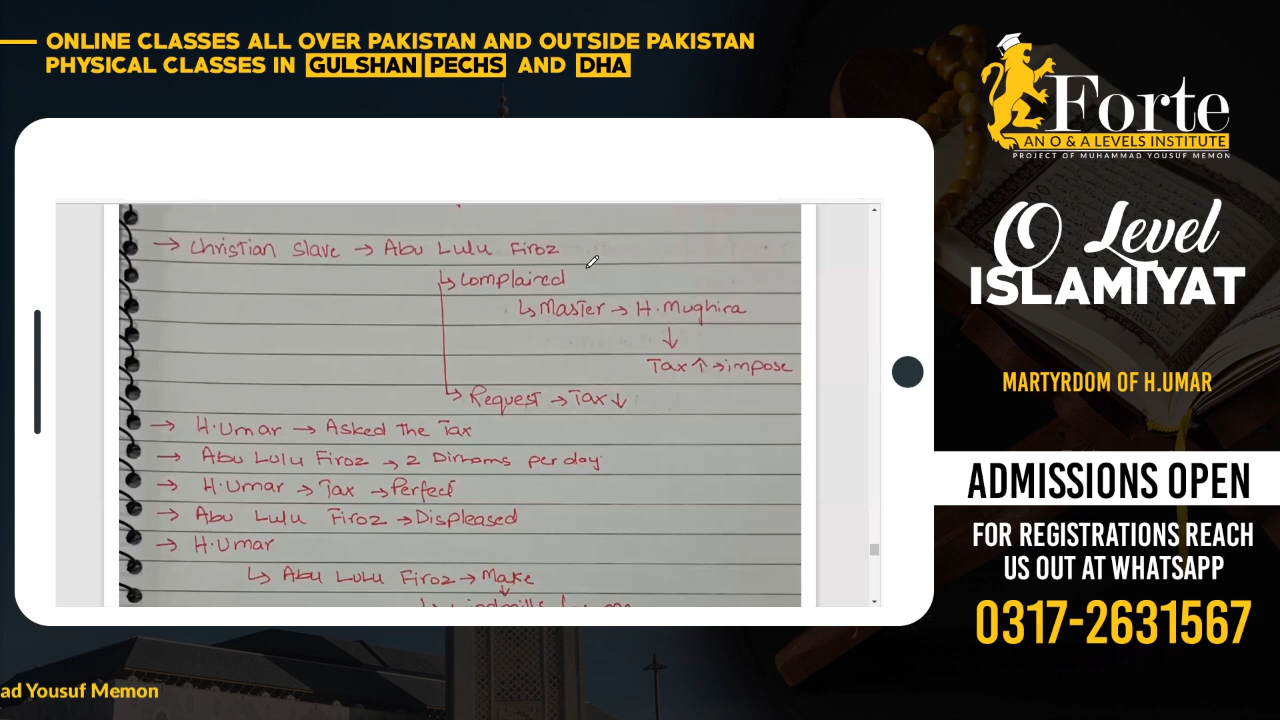 ONLINE CLASSES ALL OVER PAKISTAN AND OUTSIDE PAKISTAN
PHYSICAL CLASSES IN GULSHAN PECHS AND DHA
Forte
AN O & A LEVELS INSTITUTE
PROJECT OF MUHAMMAD YOUSUF MEMON
O Level
ISLAMIYAT
MARTYRDOM OF H.UMAR
ADMISSIONS OPEN
FOR REGISTRATIONS REACH
US OUT AT WHATSAPP
0317-2631567
→ Christian Slave → Abu Lulu Firoz
↳ Complained
↳ Master → H.Mughira
↓
Tax ↑ → impose
↳ Request → Tax ↓
→ H.Umar → Asked the Tax
→ Abu Lulu Firoz → 2 Dirhams per day
→ H.Umar → Tax → Perfect
→ Abu Lulu Firoz → Displeased
→ H.Umar
↳ Abu Lulu Firoz → Make
↓
ad Yousuf Memon